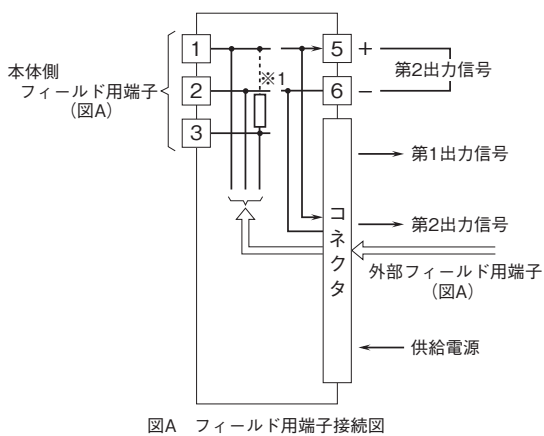 本体側
フィールド用端子
(図A)
1
2
3
※1
5 +
6 −
第2出力信号
コネクタ
第1出力信号
第2出力信号
外部フィールド用端子
(図A)
供給電源
図A フィールド用端子接続図